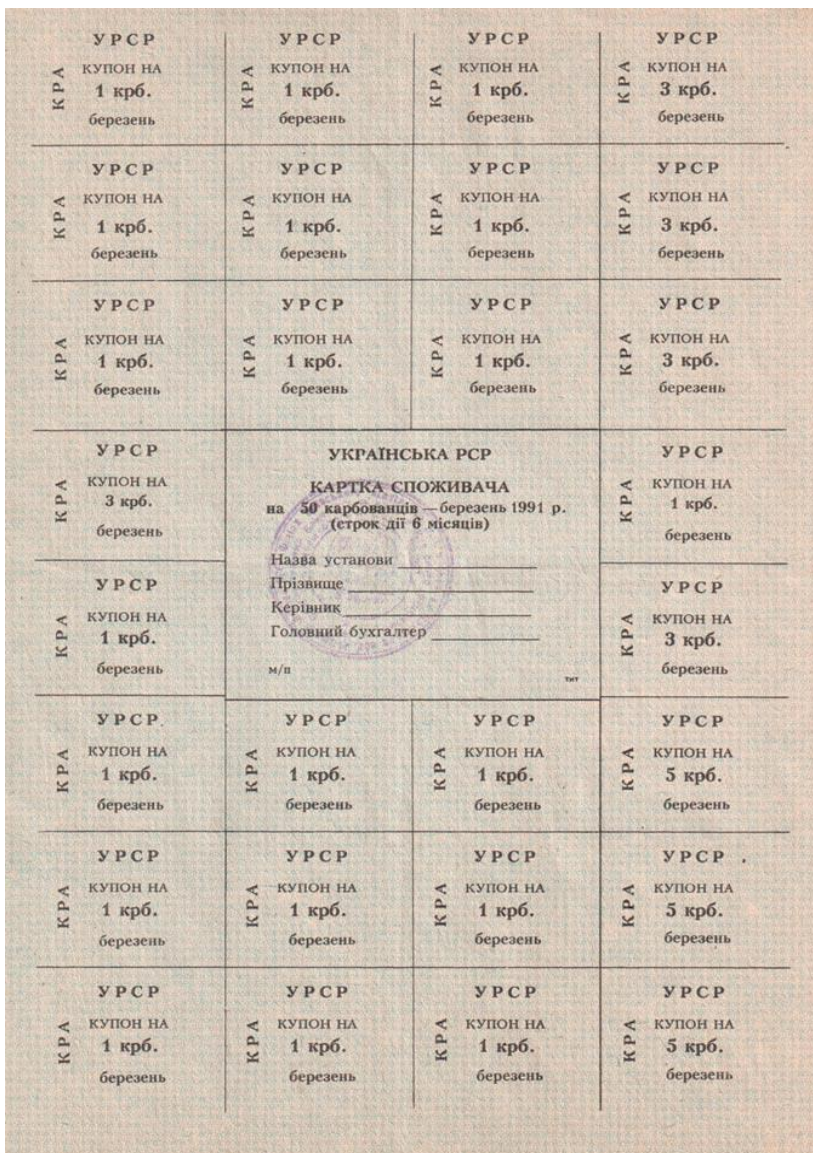 УРСР
КРА
КУПОН НА
1 крб.
березень
УРСР
КРА
КУПОН НА
1 крб.
березень
УРСР
КРА
КУПОН НА
1 крб.
березень
УРСР
КРА
КУПОН НА
3 крб.
березень
УРСР
КРА
КУПОН НА
1 крб.
березень
УРСР
КРА
КУПОН НА
1 крб.
березень
УРСР
КРА
КУПОН НА
1 крб.
березень
УРСР
КРА
КУПОН НА
3 крб.
березень
УРСР
КРА
КУПОН НА
1 крб.
березень
УРСР
КРА
КУПОН НА
1 крб.
березень
УРСР
КРА
КУПОН НА
1 крб.
березень
УРСР
КРА
КУПОН НА
3 крб.
березень
УРСР
КРА
КУПОН НА
3 крб.
березень
УКРАЇНСЬКА РСР
КАРТКА СПОЖИВАЧА
на 50 карбованців — березень 1991 р.
(строк дії 6 місяців)
Назва установи
Прізвище
Керівник
Головний бухгалтер
м/п
тит
УРСР
КРА
КУПОН НА
1 крб.
березень
УРСР
КРА
КУПОН НА
1 крб.
березень
УРСР
КРА
КУПОН НА
3 крб.
березень
УРСР
КРА
КУПОН НА
1 крб.
березень
УРСР
КРА
КУПОН НА
1 крб.
березень
УРСР
КРА
КУПОН НА
1 крб.
березень
УРСР
КРА
КУПОН НА
5 крб.
березень
УРСР
КРА
КУПОН НА
1 крб.
березень
УРСР
КРА
КУПОН НА
1 крб.
березень
УРСР
КРА
КУПОН НА
1 крб.
березень
УРСР
КРА
КУПОН НА
5 крб.
березень
УРСР
КРА
КУПОН НА
1 крб.
березень
УРСР
КРА
КУПОН НА
1 крб.
березень
УРСР
КРА
КУПОН НА
1 крб.
березень
УРСР
КРА
КУПОН НА
5 крб.
березень